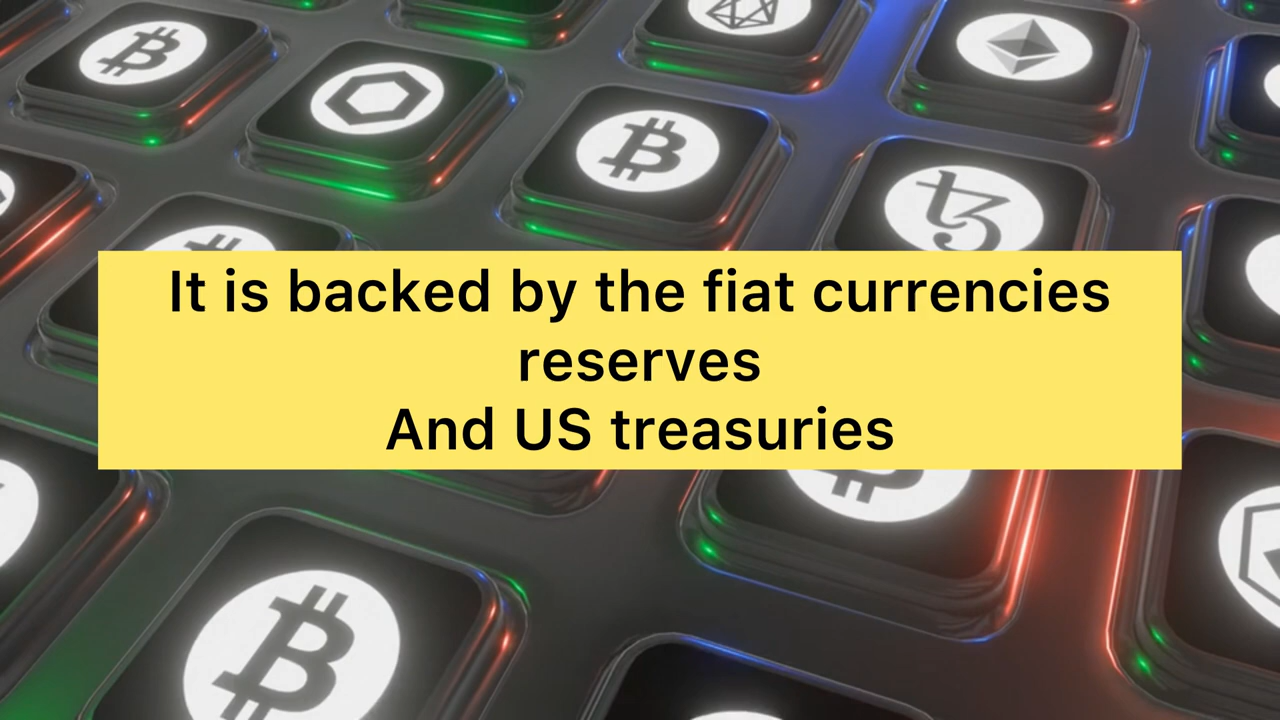 It is backed by the fiat currencies
reserves
And US treasuries